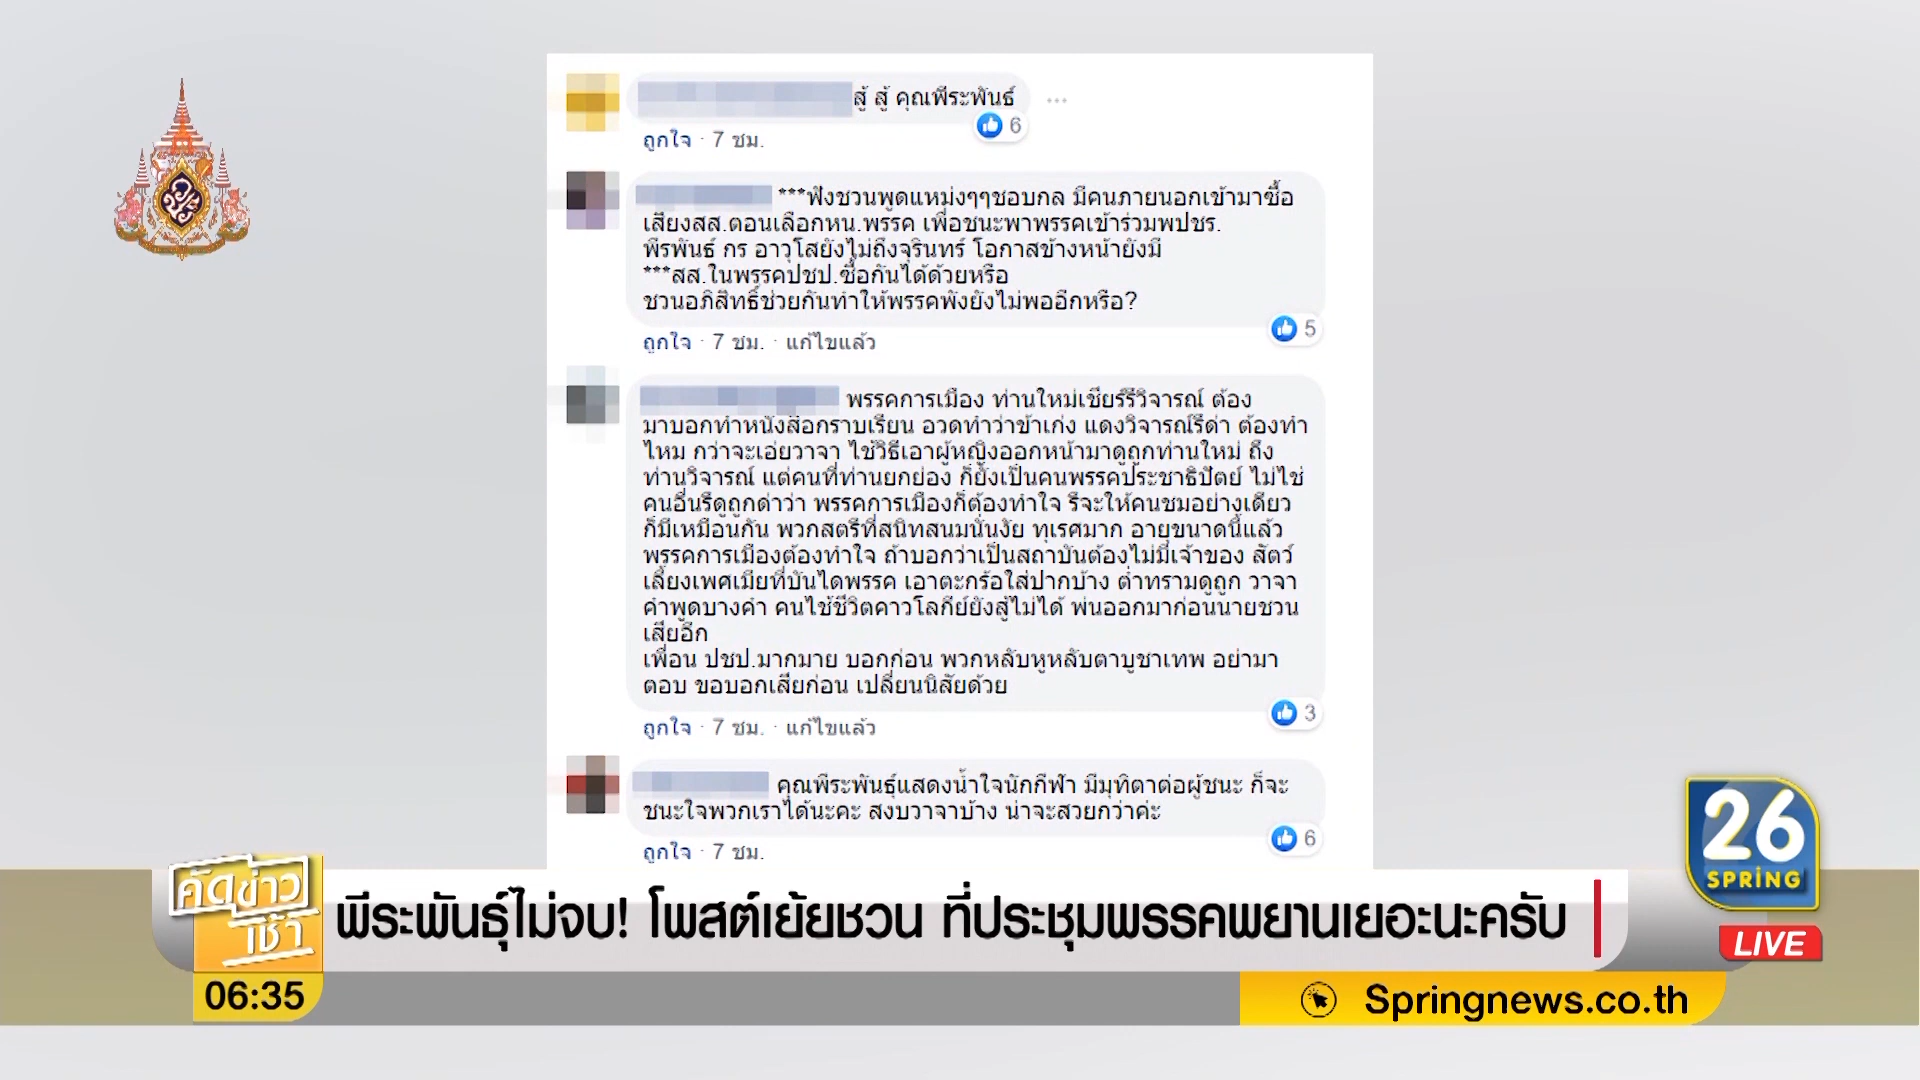 สู้ สู้ คุณพีระพันธ์
6
ถูกใจ · 7 ชม.
***ฟังชวนพูดแหม่งๆๆชอบกล มีคนภายนอกเข้ามาซื้อ
เสียงสส.ตอนเลือกหน.พรรค เพื่อชนะพาพรรคเข้าร่วมพปชร.
พีรพันธ์ กร อาวุโสยังไม่ถึงจุรินทร์ โอกาสข้างหน้ายังมี
***สส.ในพรรคปชป.ซื้อกันได้ด้วยหรือ
ชวนอภิสิทธิ์ช่วยกันทำให้พรรคพังยังไม่พออีกหรือ?
5
ถูกใจ · 7 ชม. · แก้ไขแล้ว
พรรคการเมือง ท่านใหม่เชียร์รึวิจารณ์ ต้อง
มาบอกทำหนังสือกราบเรียน อวดทำว่าข้าเก่ง แดงวิจารณ์รึด่า ต้องทำ
ไหม กว่าจะเอ่ยวาจา ไช้วิธีเอาผู้หญิงออกหน้ามาดูถูกท่านใหม่ ถึง
ท่านวิจารณ์ แต่คนที่ท่านยกย่อง ก็ยังเป็นคนพรรคประชาธิปัตย์ ไม่ไช่
คนอื่นรึดูถูกด่าว่า พรรคการเมืองก็ต้องทำใจ รึจะให้คนชมอย่างเดียว
ก็มีเหมือนกัน พวกสตรีที่สนิทสนมนั่นงัย ทุเรศมาก อายุขนาดนี้แล้ว
พรรคการเมืองต้องทำใจ ถ้าบอกว่าเป็นสถาบันต้องไม่มีเจ้าของ สัตว์
เลี้ยงเพศเมียที่บันไดพรรค เอาตะกร้อใส่ปากบ้าง ต่ำทรามดูถูก วาจา
คำพูดบางคำ คนไช้ชีวิตคาวโลกีย์ยังสู้ไม่ได้ พ่นออกมาก่อนนายชวน
เสียอีก
เพื่อน ปชป.มากมาย บอกก่อน พวกหลับหูหลับตาบูชาเทพ อย่ามา
ตอบ ขอบอกเสียก่อน เปลี่ยนนิสัยด้วย
3
ถูกใจ · 7 ชม. · แก้ไขแล้ว
คุณพีระพันธุ์แสดงน้ำใจนักกีฬา มีมุทิตาต่อผู้ชนะ ก็จะ
ชนะใจพวกเราได้นะคะ สงบวาจาบ้าง น่าจะสวยกว่าค่ะ
6
ถูกใจ · 7 ชม.
26
SPRING
คัดข่าว
เช้า
พีระพันธุ์ไม่จบ! โพสต์เย้ยชวน ที่ประชุมพรรคพยานเยอะนะครับ
LIVE
06:35
Springnews.co.th